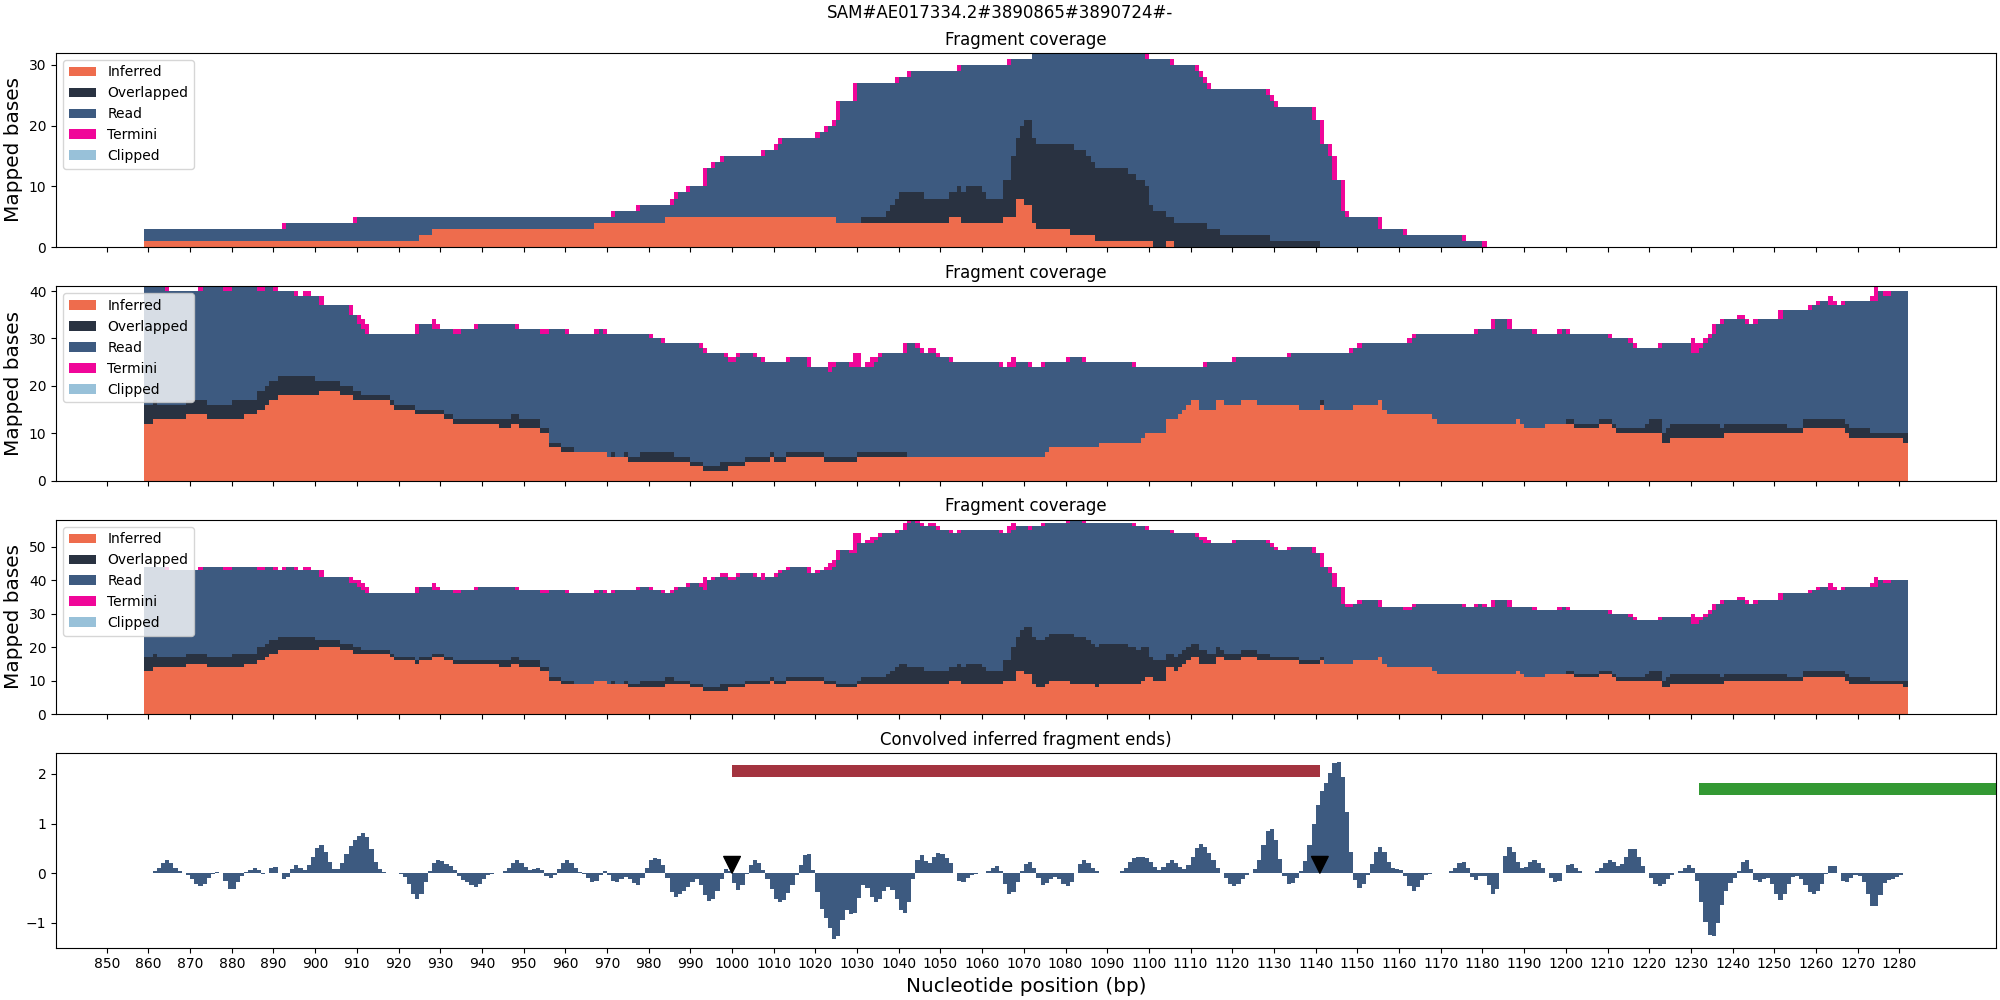 SAM#AE017334.2#3890865#3890724#-
Fragment coverage
Mapped bases
30
20
10
0
Inferred
Overlapped
Read
Termini
Clipped
Fragment coverage
Mapped bases
40
30
20
10
0
Inferred
Overlapped
Read
Termini
Clipped
Fragment coverage
Mapped bases
50
40
30
20
10
0
Inferred
Overlapped
Read
Termini
Clipped
Convolved inferred fragment ends)
2
1
0
−1
850 860 870 880 890 900 910 920 930 940 950 960 970 980 990 1000 1010 1020 1030 1040 1050 1060 1070 1080 1090 1100 1110 1120 1130 1140 1150 1160 1170 1180 1190 1200 1210 1220 1230 1240 1250 1260 1270 1280
Nucleotide position (bp)